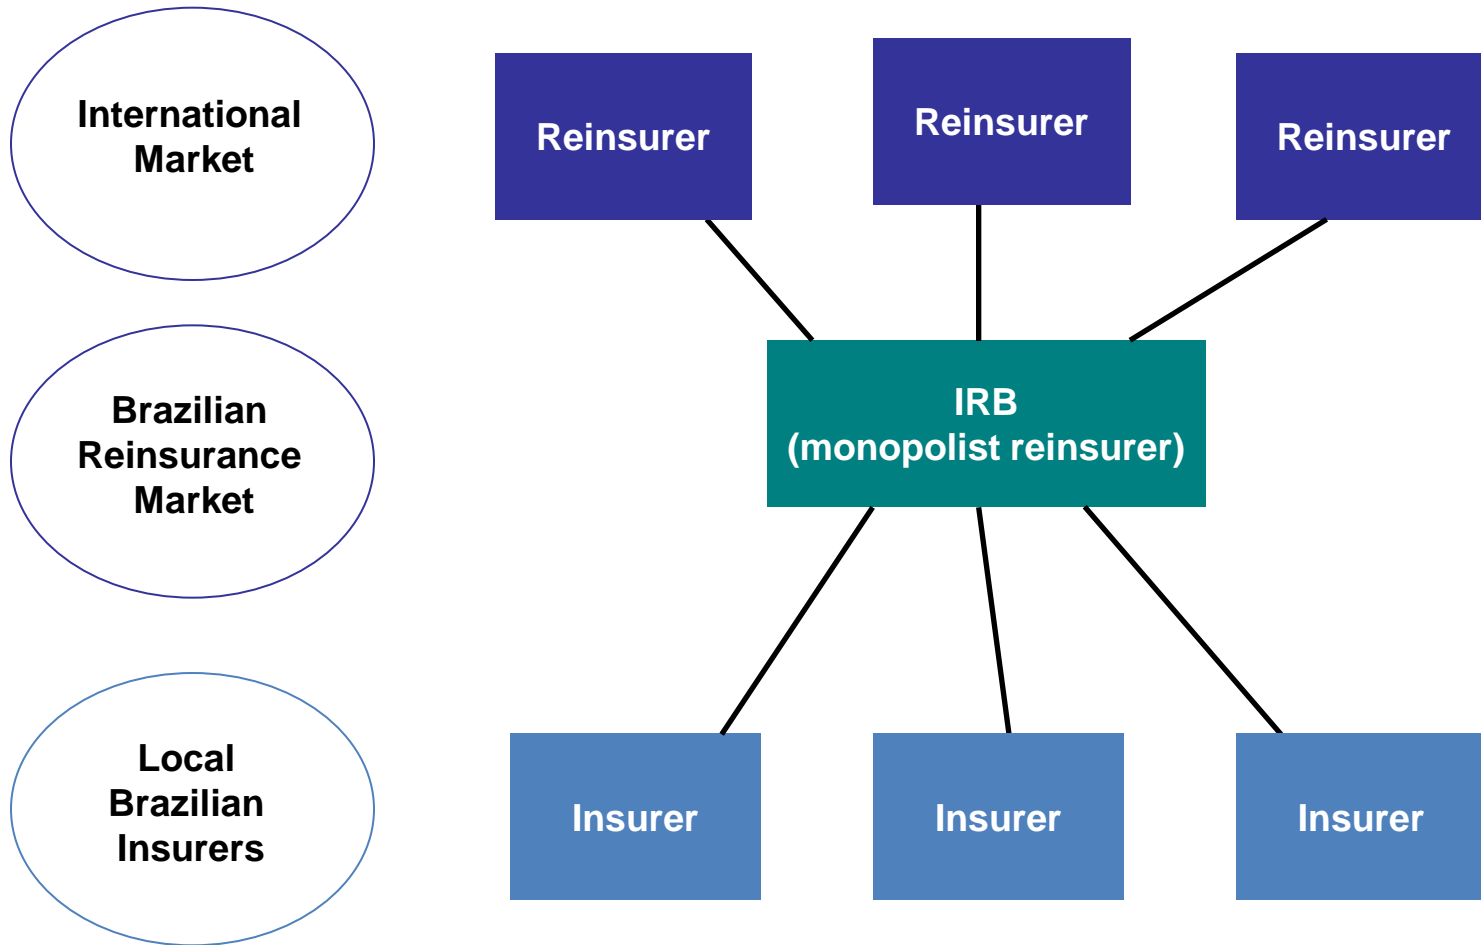 International
Market
Reinsurer
Reinsurer
Reinsurer
Brazilian
Reinsurance
Market
IRB
(monopolist reinsurer)
Local
Brazilian
Insurers
Insurer
Insurer
Insurer